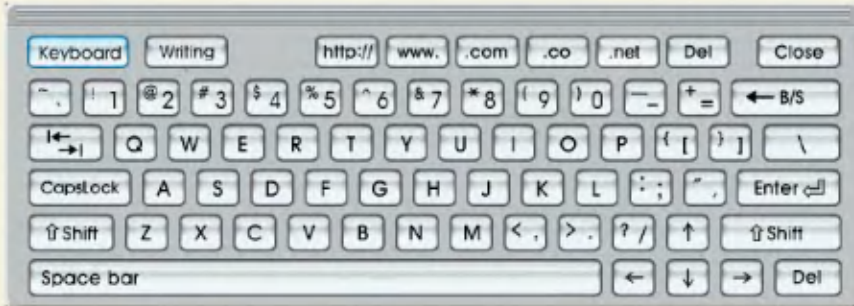 Keyboard Writing http:// www. .com .co .net Del Close
~ ` ! 1 @ 2 # 3 $ 4 % 5 ^ 6 & 7 * 8 ( 9 ) 0 — - + = ← B/S
Q W E R T Y U I O P { [ } ] \
CapsLock A S D F G H J K L : ; " , Enter ⏎
⇧ Shift Z X C V B N M < , > . ? / ↑ ⇧ Shift
Space bar ← ↓ → Del